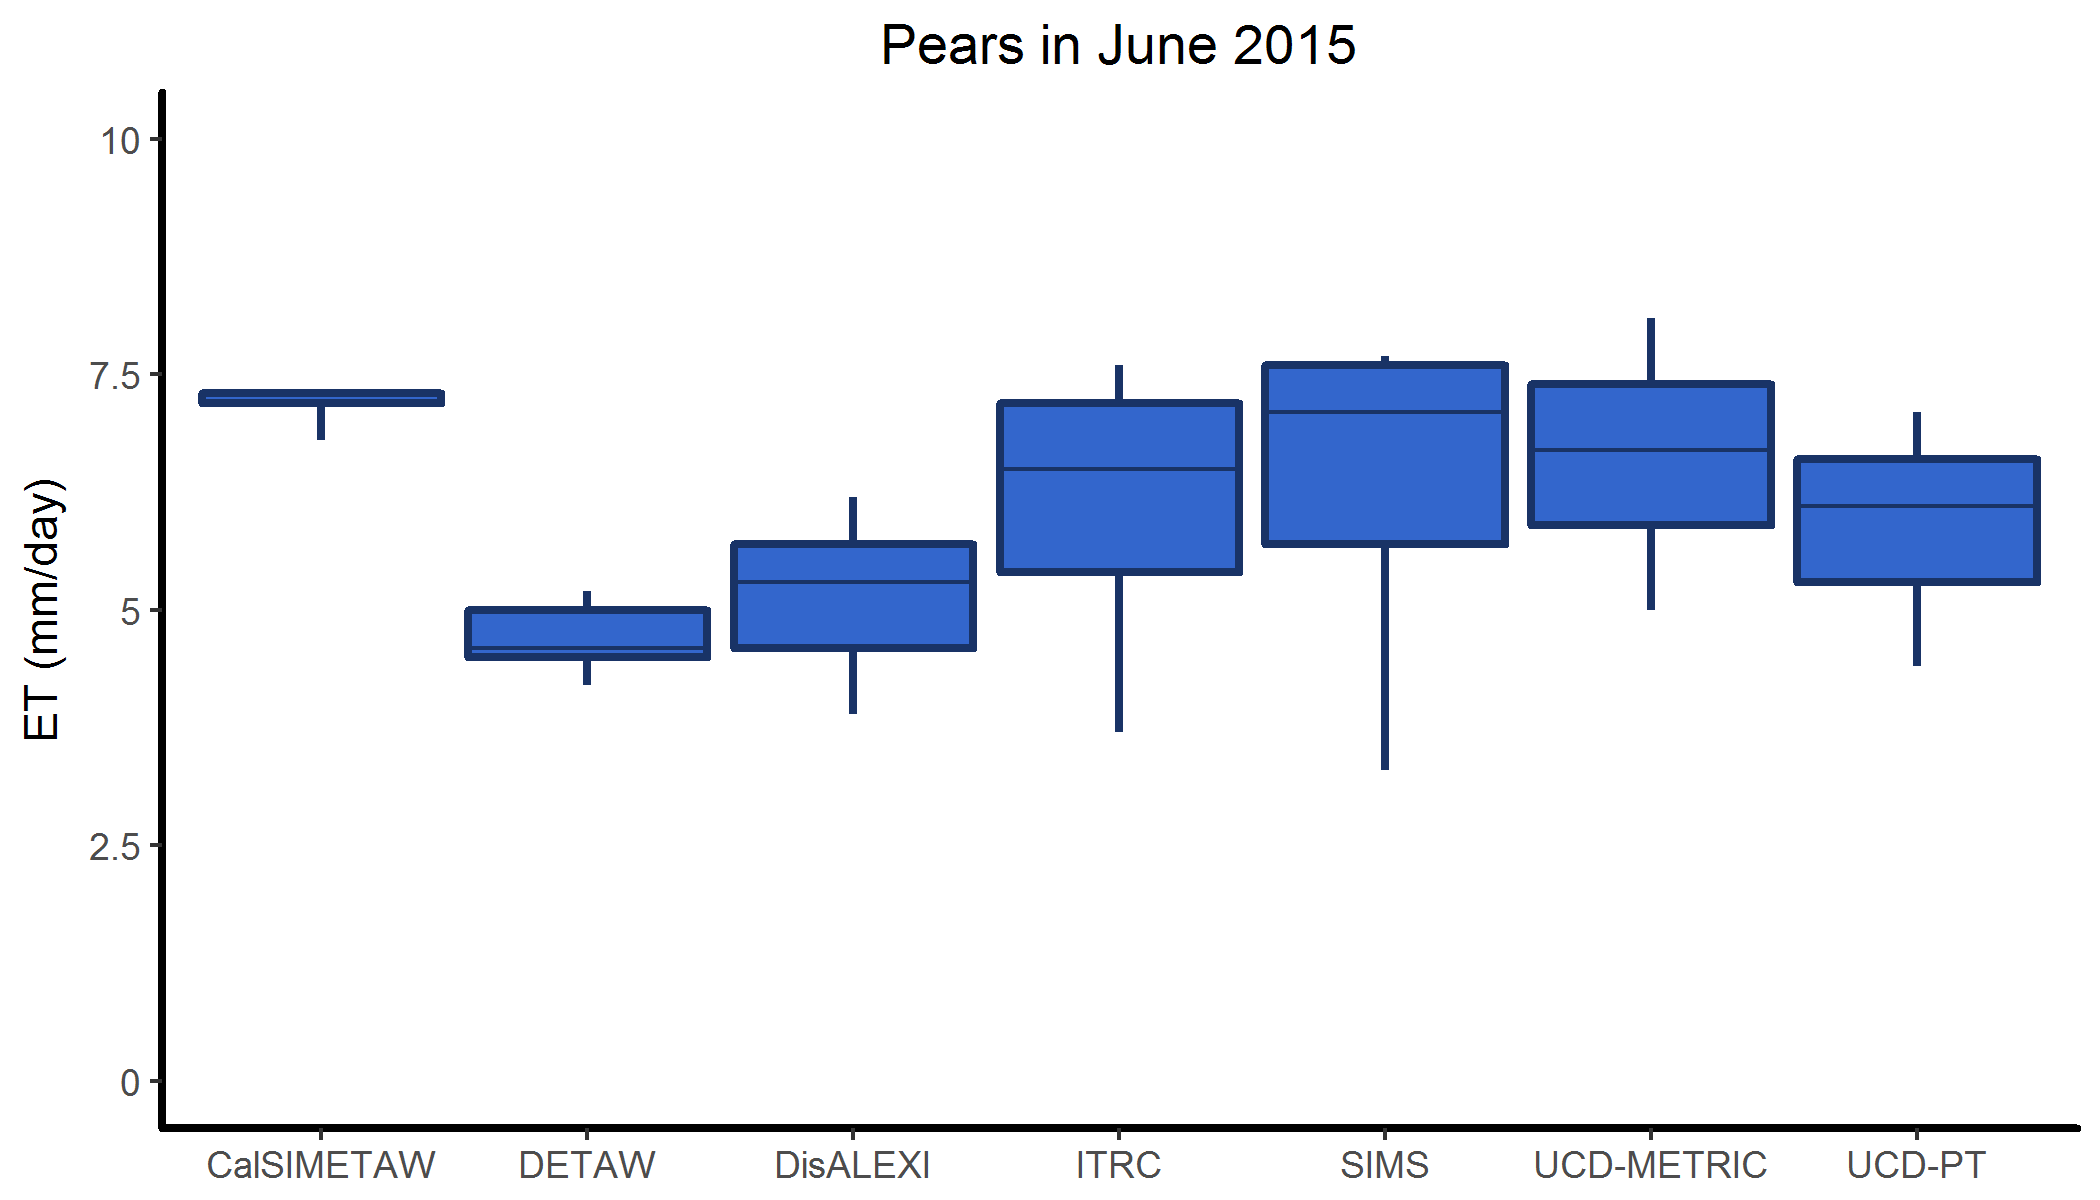 Pears in June 2015
ET (mm/day)
10
7.5
5
2.5
0
CalSIMETAW DETAW DisALEXI ITRC SIMS UCD-METRIC UCD-PT